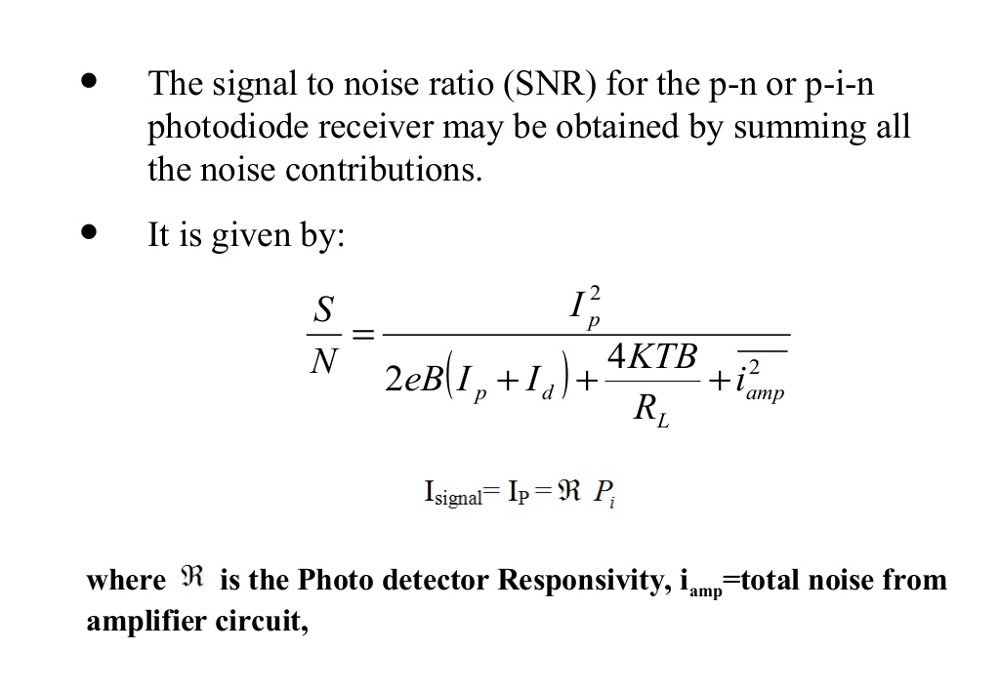 • The signal to noise ratio (SNR) for the p-n or p-i-n
photodiode receiver may be obtained by summing all
the noise contributions.
• It is given by:
\frac{S}{N} = \frac{I_p^2}{2eB(I_p + I_d) + \frac{4KTB}{R_L} + \overline{i_{amp}^2}}
I_{signal} = I_P = ℜ P_i
where ℜ is the Photo detector Responsivity, i_{amp}=total noise from
amplifier circuit,